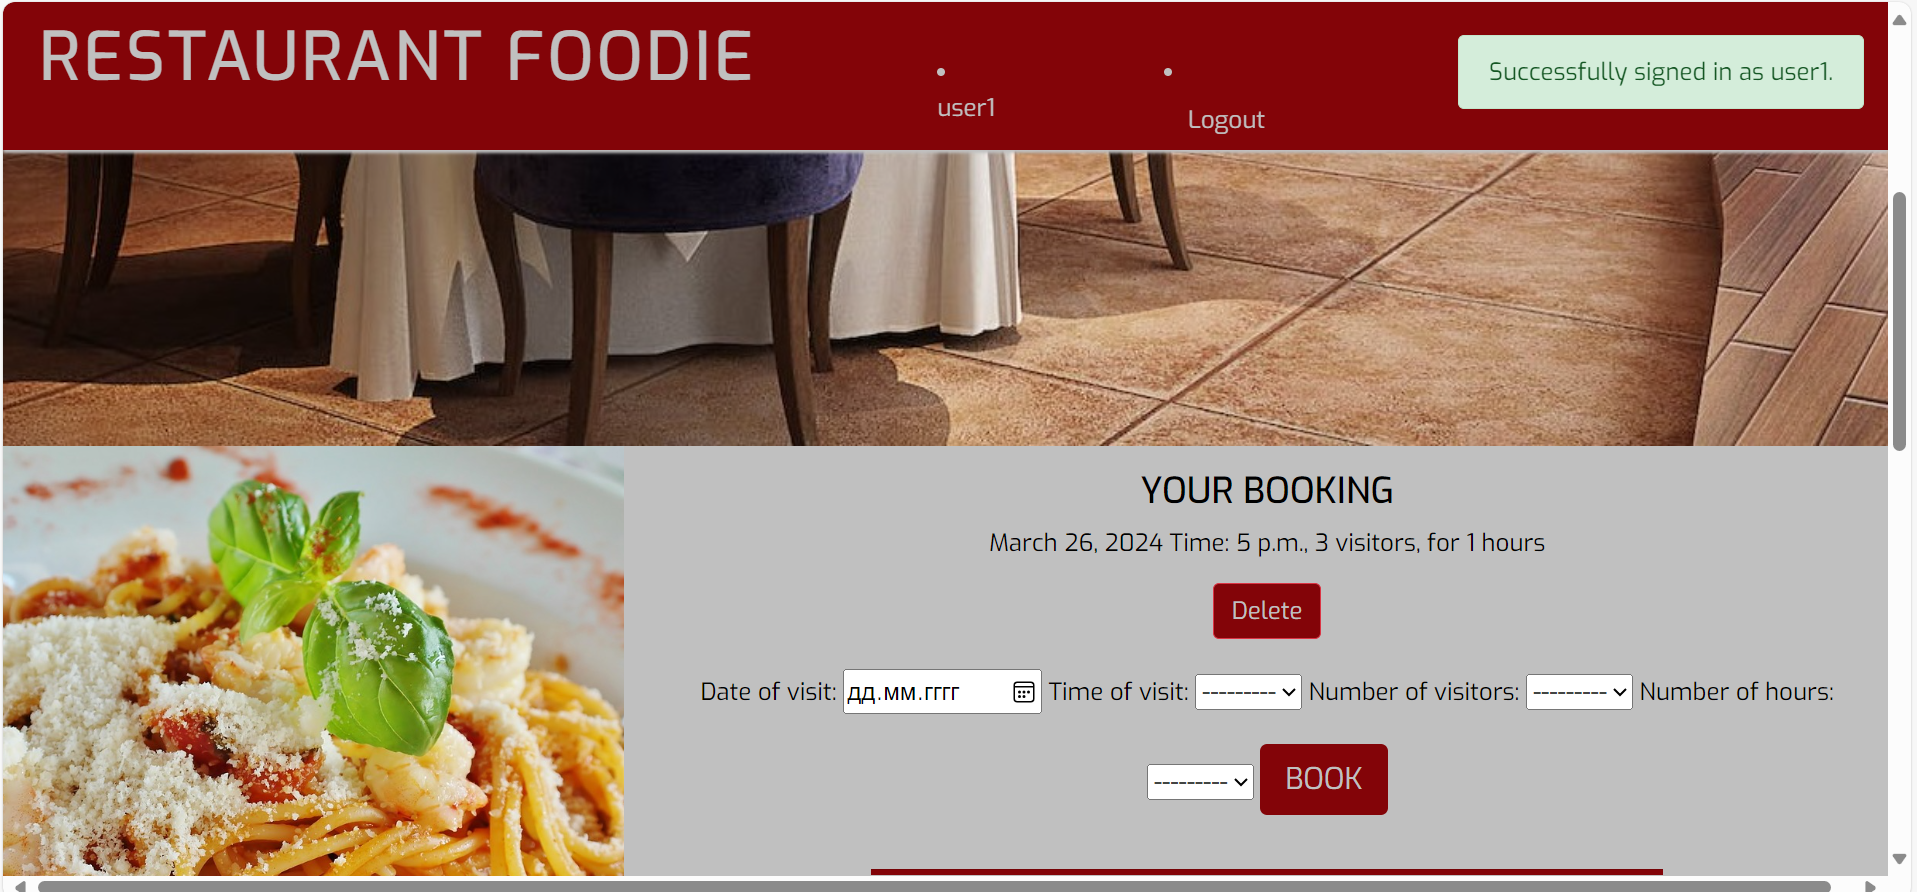 RESTAURANT FOODIE
user1
Logout
Successfully signed in as user1.
YOUR BOOKING
March 26, 2024 Time: 5 p.m., 3 visitors, for 1 hours
Delete
Date of visit: дд.мм.гггг Time of visit: --------- Number of visitors: --------- Number of hours:
--------- BOOK